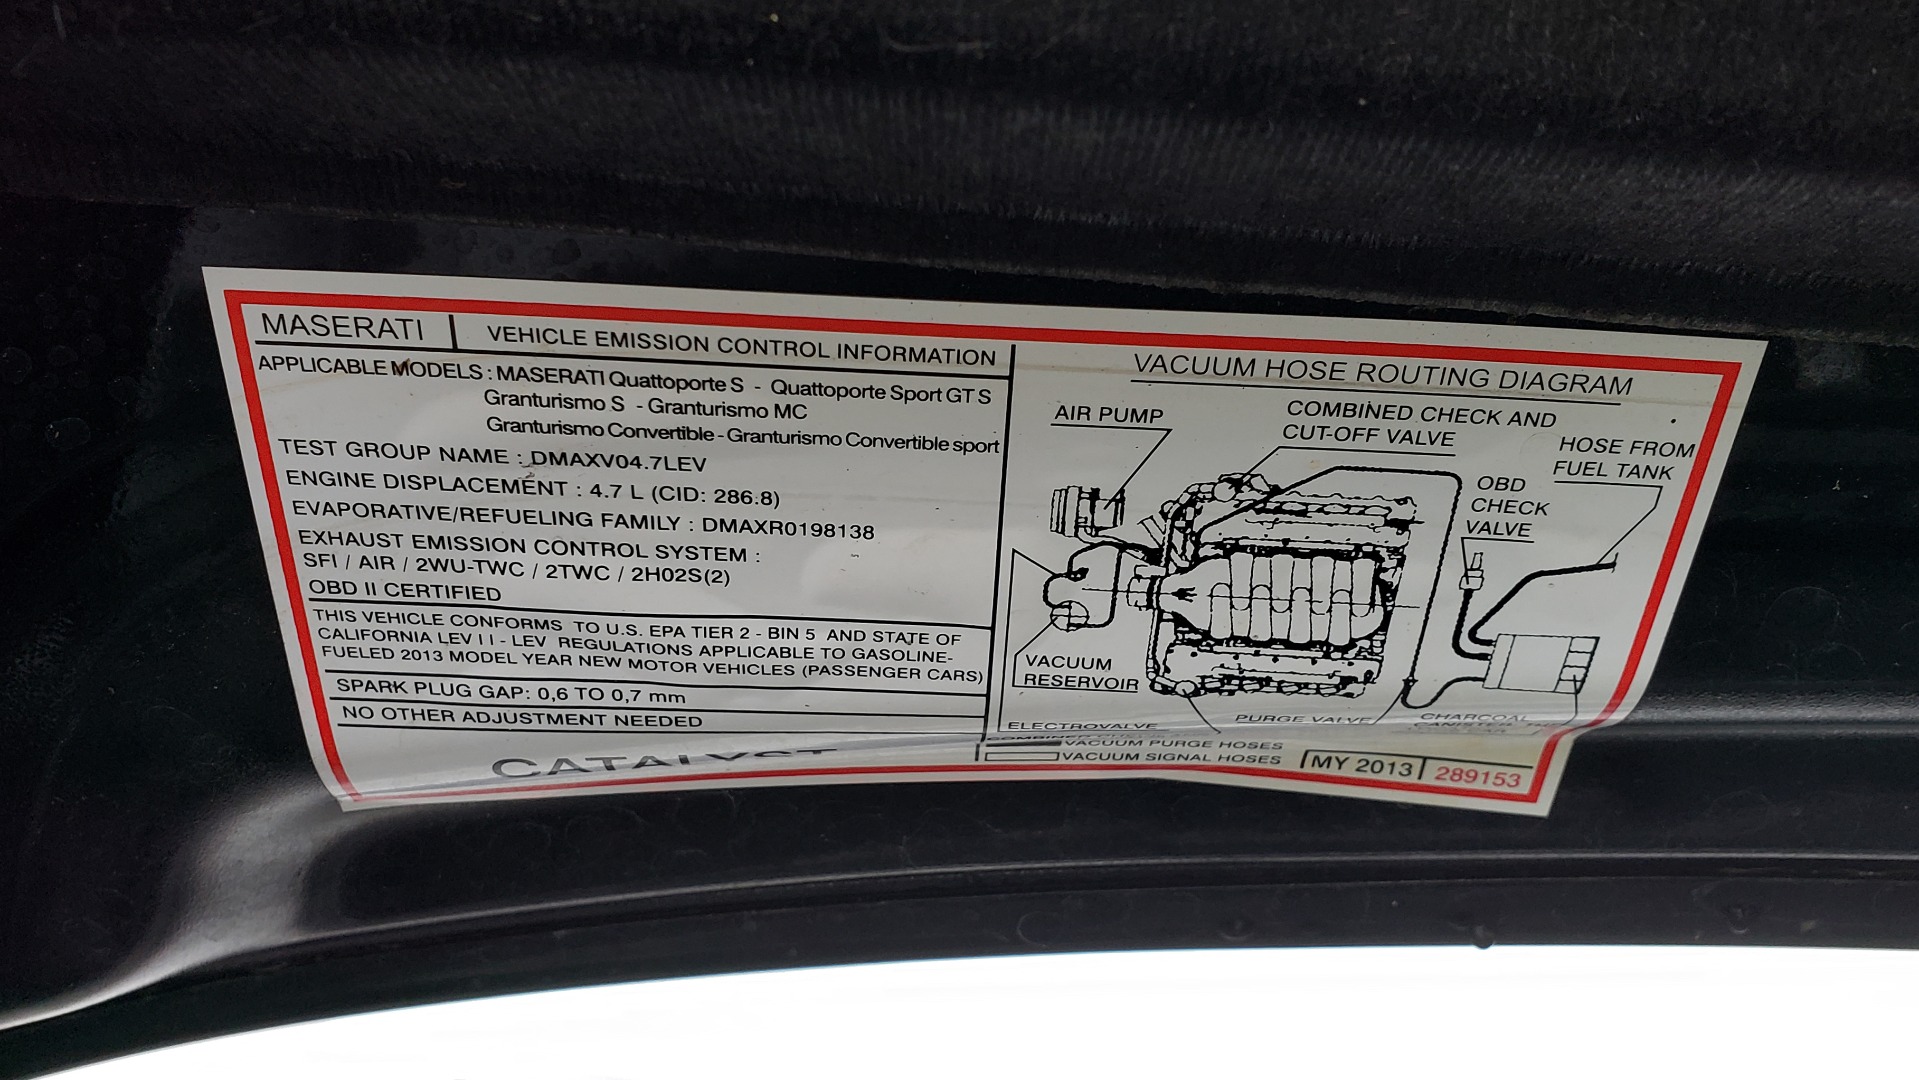 MASERATI
VEHICLE EMISSION CONTROL INFORMATION
APPLICABLE MODELS : MASERATI Quattoporte S - Quattoporte Sport GT S
Granturismo S - Granturismo MC
Granturismo Convertible - Granturismo Convertible sport
TEST GROUP NAME : DMAXV04.7LEV
ENGINE DISPLACEMENT : 4.7 L (CID: 286.8)
EVAPORATIVE/REFUELING FAMILY : DMAXR0198138
EXHAUST EMISSION CONTROL SYSTEM :
SFI / AIR / 2WU-TWC / 2TWC / 2H02S(2)
OBD II CERTIFIED
THIS VEHICLE CONFORMS TO U.S. EPA TIER 2 - BIN 5 AND STATE OF
CALIFORNIA LEV II - LEV REGULATIONS APPLICABLE TO GASOLINE-
FUELED 2013 MODEL YEAR NEW MOTOR VEHICLES (PASSENGER CARS)
SPARK PLUG GAP: 0,6 TO 0,7 mm
NO OTHER ADJUSTMENT NEEDED
CATALYST
VACUUM HOSE ROUTING DIAGRAM
AIR PUMP
COMBINED CHECK AND
CUT-OFF VALVE
HOSE FROM
FUEL TANK
OBD
CHECK
VALVE
VACUUM
RESERVOIR
ELECTROVALVE
PURGE VALVE
CHARCOAL
VACUUM PURGE HOSES
VACUUM SIGNAL HOSES
MY 2013
289153